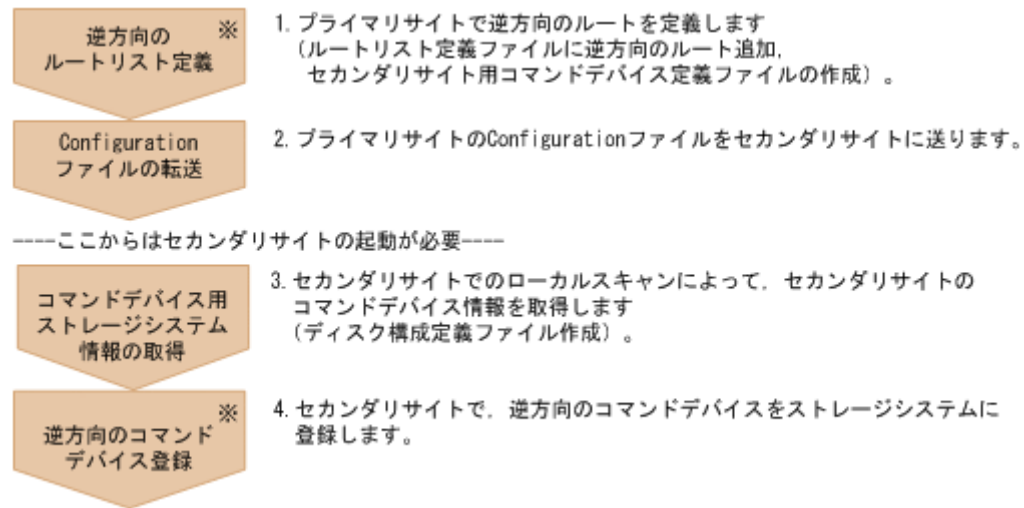 逆方向の ※
ルートリスト定義
1. プライマリサイトで逆方向のルートを定義します
(ルートリスト定義ファイルに逆方向のルート追加,
セカンダリサイト用コマンドデバイス定義ファイルの作成)。
Configuration
ファイルの転送
2. プライマリサイトのConfigurationファイルをセカンダリサイトに送ります。
----ここからはセカンダリサイトの起動が必要----
コマンドデバイス用
ストレージシステム
情報の取得
3. セカンダリサイトでのローカルスキャンによって, セカンダリサイトの
コマンドデバイス情報を取得します
(ディスク構成定義ファイル作成)。
※
逆方向のコマンド
デバイス登録
4. セカンダリサイトで, 逆方向のコマンドデバイスをストレージシステムに
登録します。